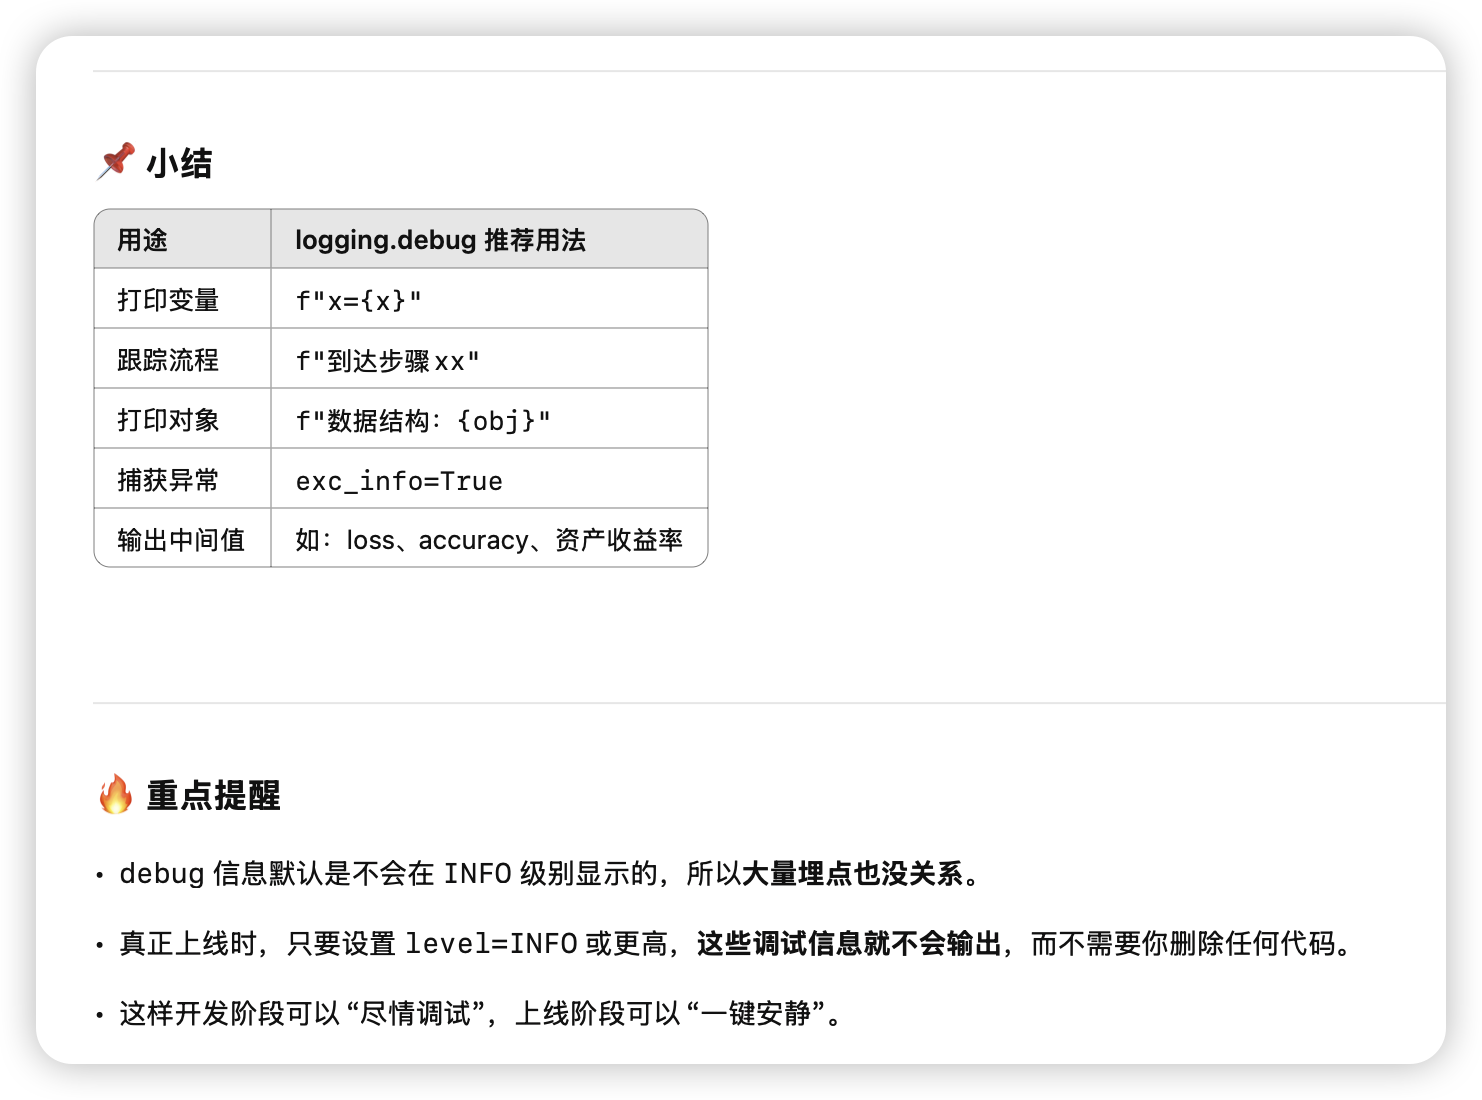 📌 小结
用途 logging.debug 推荐用法
打印变量 f"x={x}"
跟踪流程 f"到达步骤xx"
打印对象 f"数据结构：{obj}"
捕获异常 exc_info=True
输出中间值 如：loss、accuracy、资产收益率
🔥 重点提醒
• debug 信息默认是不会在 INFO 级别显示的，所以大量埋点也没关系。
• 真正上线时，只要设置 level=INFO 或更高，这些调试信息就不会输出，而不需要你删除任何代码。
• 这样开发阶段可以“尽情调试”，上线阶段可以“一键安静”。